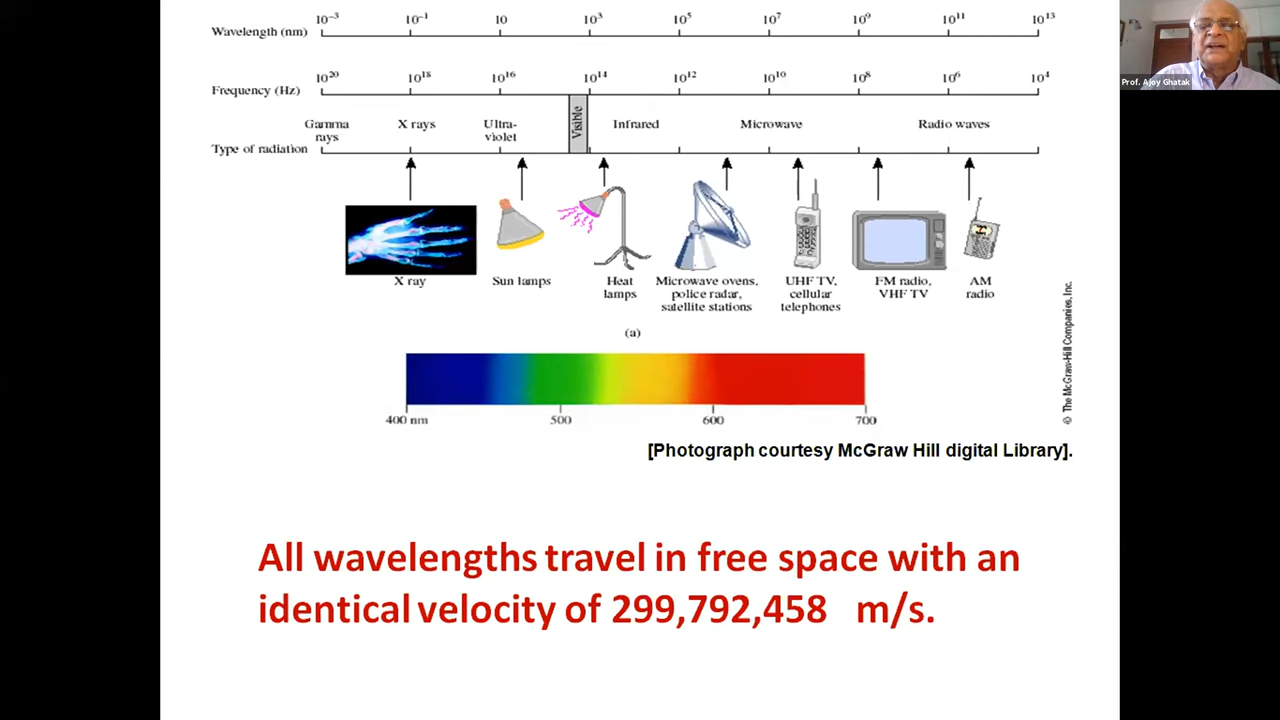 Wavelength (nm) 10⁻³ 10⁻¹ 10 10³ 10⁵ 10⁷ 10⁹ 10¹¹ 10¹³
Prof. Ajoy Ghatak
Frequency (Hz) 10²⁰ 10¹⁸ 10¹⁶ 10¹⁴ 10¹² 10¹⁰ 10⁸ 10⁶ 10⁴
Type of radiation
Gamma
rays
X rays
Ultra-
violet
Visible
Infrared
Microwave
Radio waves
X ray
Sun lamps
Heat
lamps
Microwave ovens,
police radar,
satellite stations
UHF TV,
cellular
telephones
FM radio,
VHF TV
AM
radio
(a)
© The McGraw-Hill Companies, Inc.
400 nm 500 600 700
[Photograph courtesy McGraw Hill digital Library].
All wavelengths travel in free space with an
identical velocity of 299,792,458 m/s.